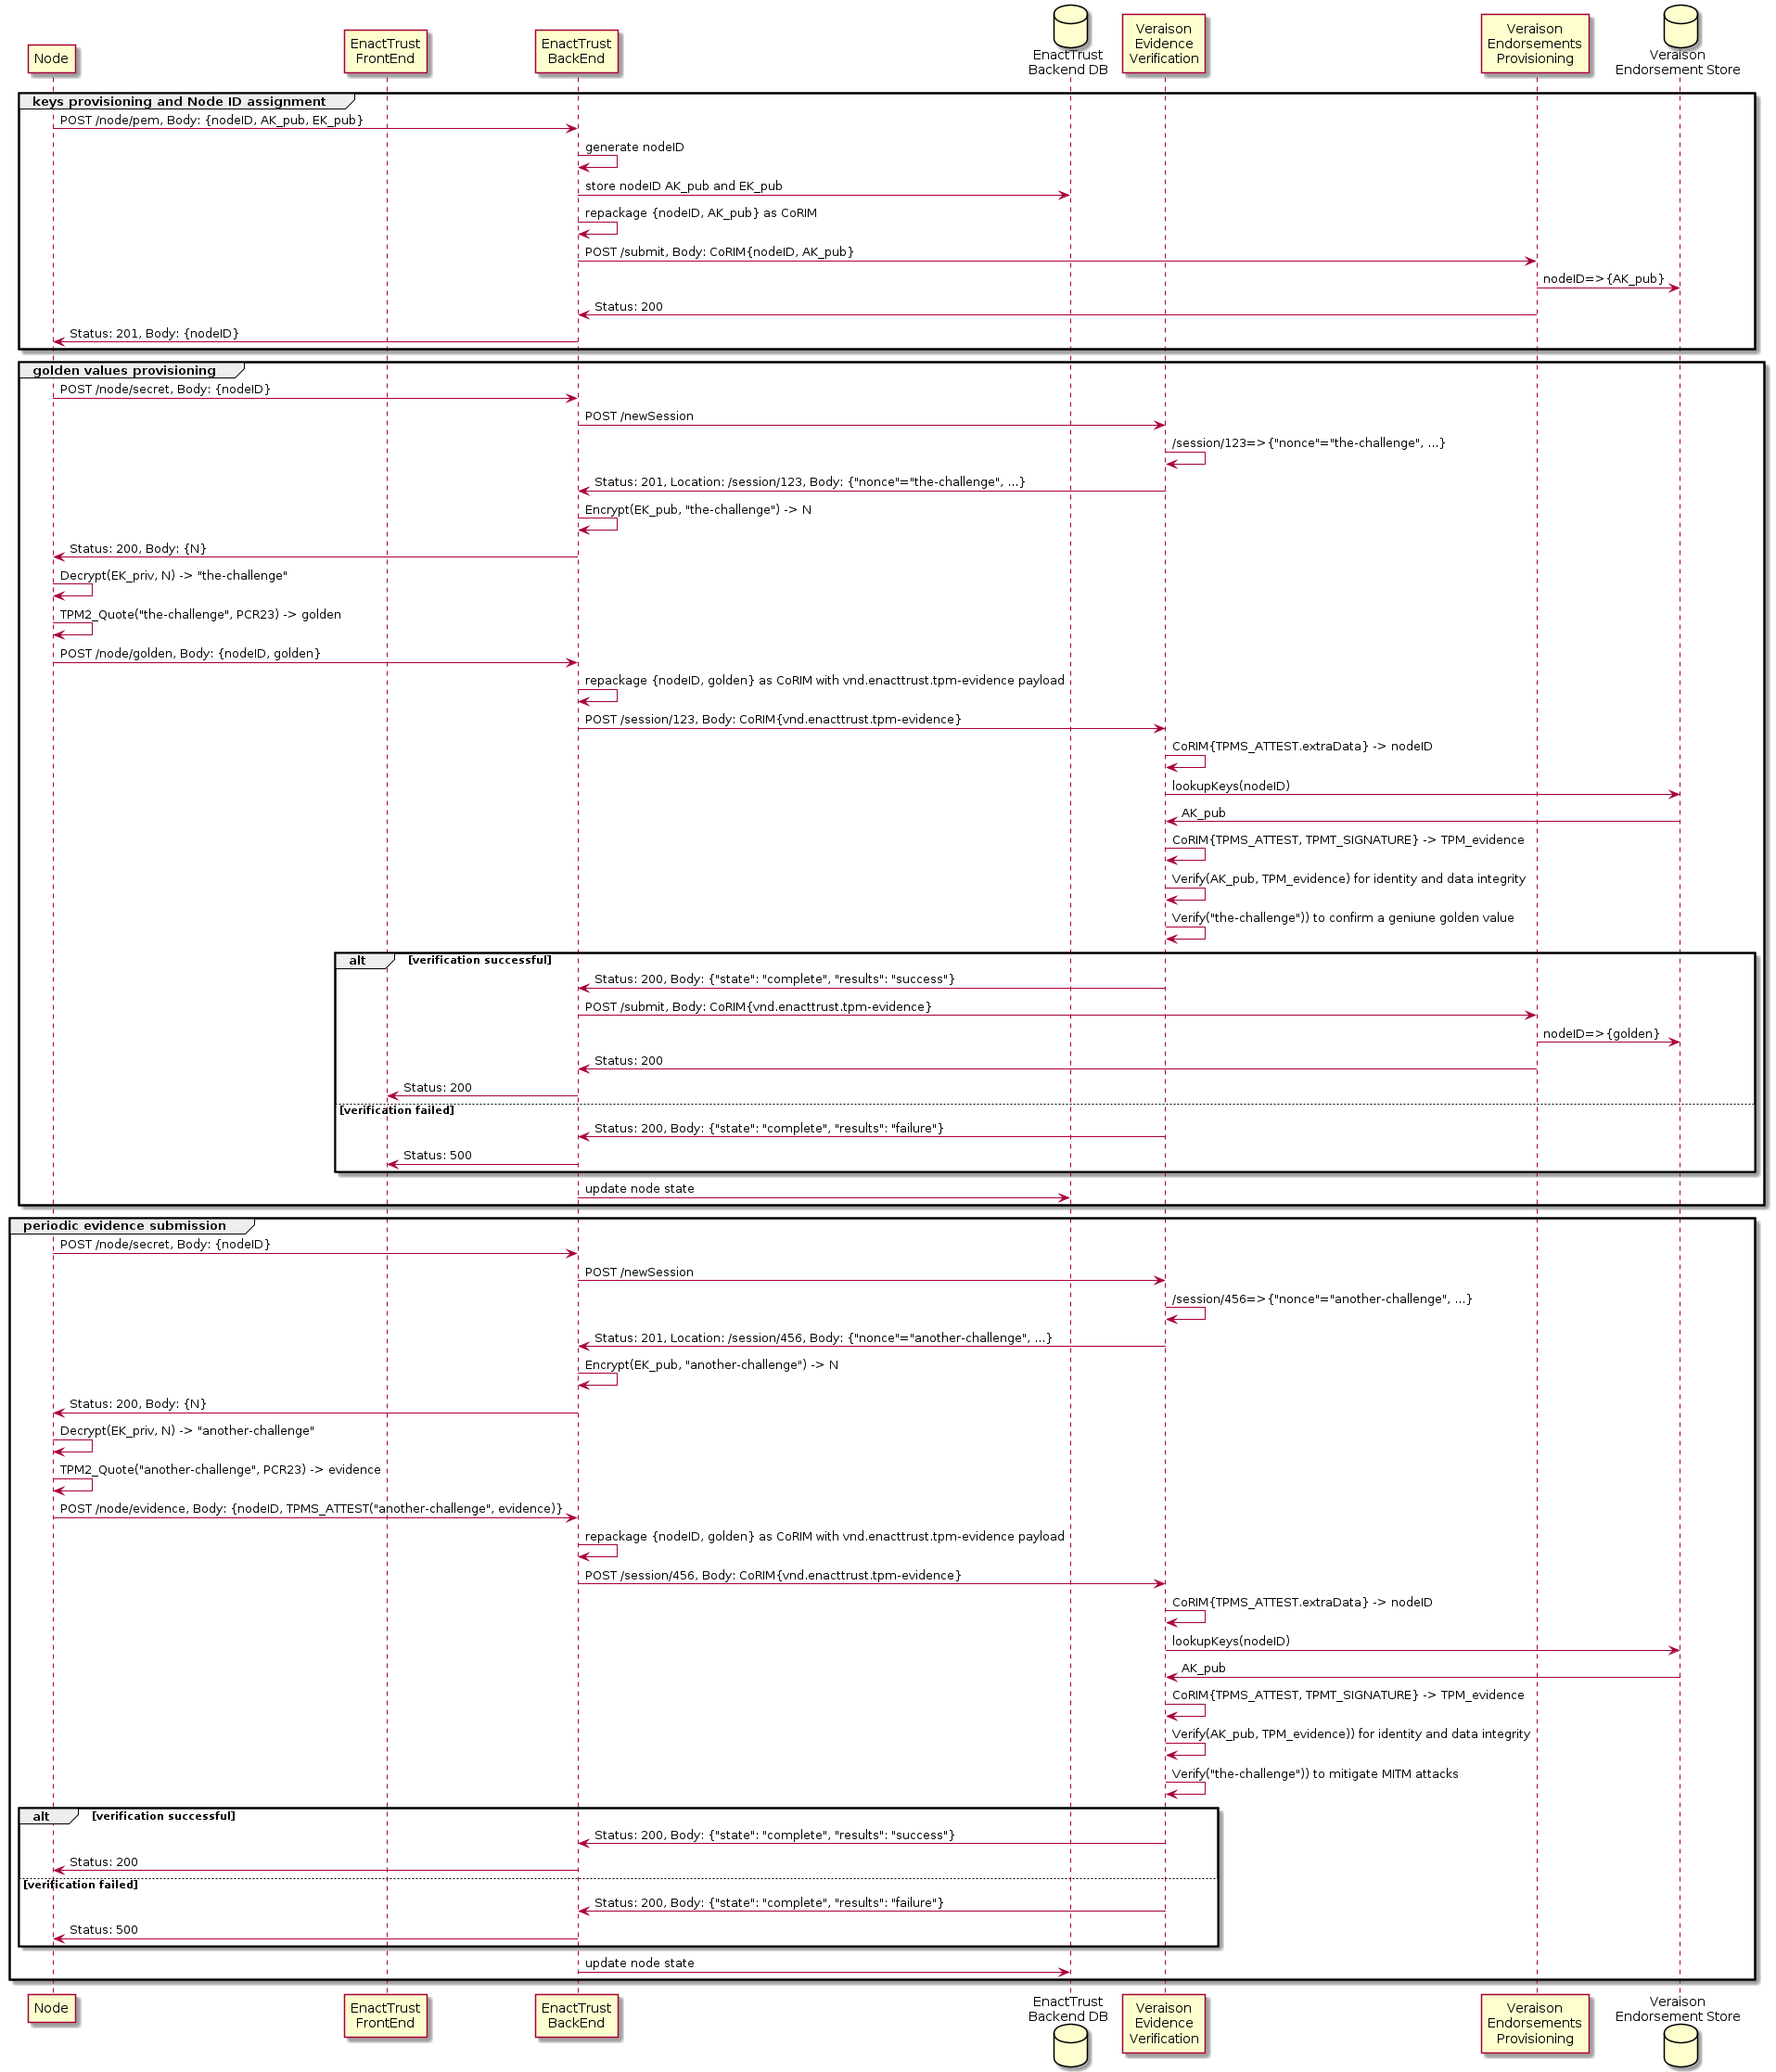 Node
EnactTrust
FrontEnd
EnactTrust
BackEnd
EnactTrust
Backend DB
Veraison
Evidence
Verification
Veraison
Endorsements
Provisioning
Veraison
Endorsement Store
keys provisioning and Node ID assignment
POST /node/pem, Body: {nodeID, AK_pub, EK_pub}
generate nodeID
store nodeID AK_pub and EK_pub
repackage {nodeID, AK_pub} as CoRIM
POST /submit, Body: CoRIM{nodeID, AK_pub}
nodeID=>{AK_pub}
Status: 200
Status: 201, Body: {nodeID}
golden values provisioning
POST /node/secret, Body: {nodeID}
POST /newSession
/session/123=>{"nonce"="the-challenge", ...}
Status: 201, Location: /session/123, Body: {"nonce"="the-challenge", ...}
Encrypt(EK_pub, "the-challenge") -> N
Status: 200, Body: {N}
Decrypt(EK_priv, N) -> "the-challenge"
TPM2_Quote("the-challenge", PCR23) -> golden
POST /node/golden, Body: {nodeID, golden}
repackage {nodeID, golden} as CoRIM with vnd.enacttrust.tpm-evidence payload
POST /session/123, Body: CoRIM{vnd.enacttrust.tpm-evidence}
CoRIM{TPMS_ATTEST.extraData} -> nodeID
lookupKeys(nodeID)
AK_pub
CoRIM{TPMS_ATTEST, TPMT_SIGNATURE} -> TPM_evidence
Verify(AK_pub, TPM_evidence) for identity and data integrity
Verify("the-challenge")) to confirm a geniune golden value
alt [verification successful]
Status: 200, Body: {"state": "complete", "results": "success"}
POST /submit, Body: CoRIM{vnd.enacttrust.tpm-evidence}
nodeID=>{golden}
Status: 200
Status: 200
[verification failed]
Status: 200, Body: {"state": "complete", "results": "failure"}
Status: 500
update node state
periodic evidence submission
POST /node/secret, Body: {nodeID}
POST /newSession
/session/456=>{"nonce"="another-challenge", ...}
Status: 201, Location: /session/456, Body: {"nonce"="another-challenge", ...}
Encrypt(EK_pub, "another-challenge") -> N
Status: 200, Body: {N}
Decrypt(EK_priv, N) -> "another-challenge"
TPM2_Quote("another-challenge", PCR23) -> evidence
POST /node/evidence, Body: {nodeID, TPMS_ATTEST("another-challenge", evidence)}
repackage {nodeID, golden} as CoRIM with vnd.enacttrust.tpm-evidence payload
POST /session/456, Body: CoRIM{vnd.enacttrust.tpm-evidence}
CoRIM{TPMS_ATTEST.extraData} -> nodeID
lookupKeys(nodeID)
AK_pub
CoRIM{TPMS_ATTEST, TPMT_SIGNATURE} -> TPM_evidence
Verify(AK_pub, TPM_evidence)) for identity and data integrity
Verify("the-challenge")) to mitigate MITM attacks
alt [verification successful]
Status: 200, Body: {"state": "complete", "results": "success"}
Status: 200
[verification failed]
Status: 200, Body: {"state": "complete", "results": "failure"}
Status: 500
update node state
Node
EnactTrust
FrontEnd
EnactTrust
BackEnd
EnactTrust
Backend DB
Veraison
Evidence
Verification
Veraison
Endorsements
Provisioning
Veraison
Endorsement Store